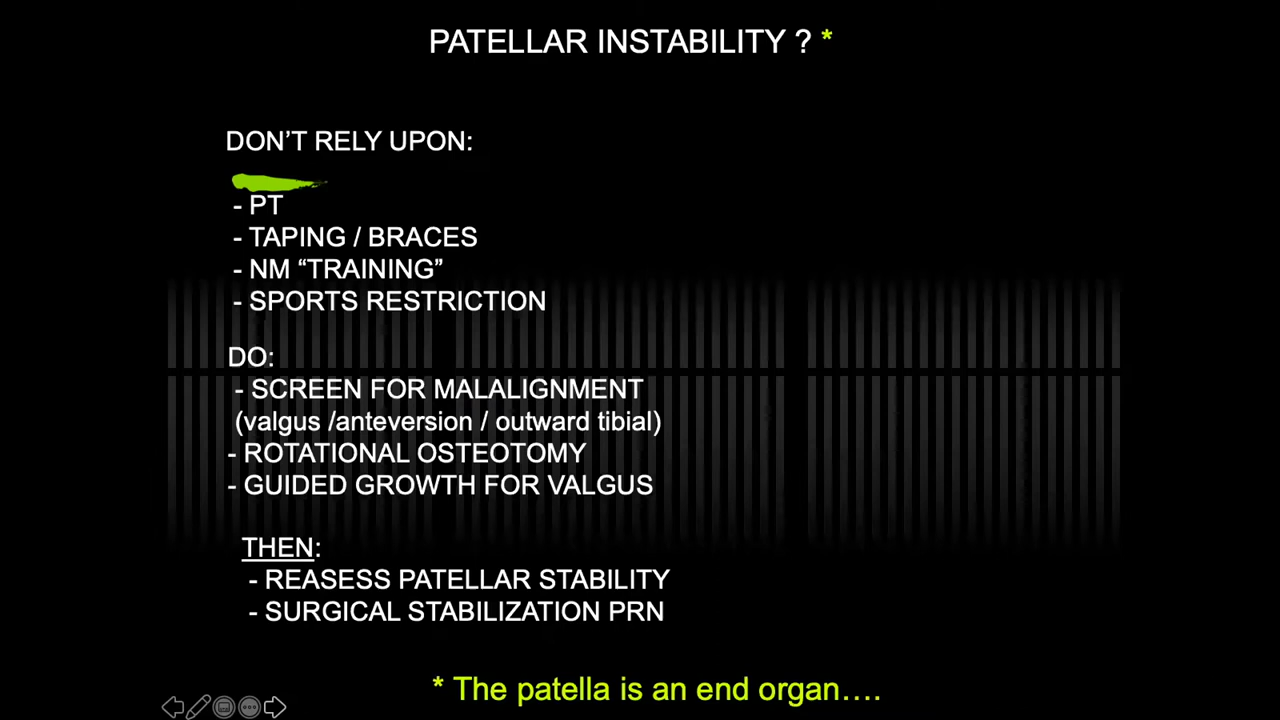 PATELLAR INSTABILITY ? *
DON’T RELY UPON:
- PT
- TAPING / BRACES
- NM “TRAINING”
- SPORTS RESTRICTION
DO:
- SCREEN FOR MALALIGNMENT
(valgus /anteversion / outward tibial)
- ROTATIONAL OSTEOTOMY
- GUIDED GROWTH FOR VALGUS
THEN:
- REASESS PATELLAR STABILITY
- SURGICAL STABILIZATION PRN
* The patella is an end organ….